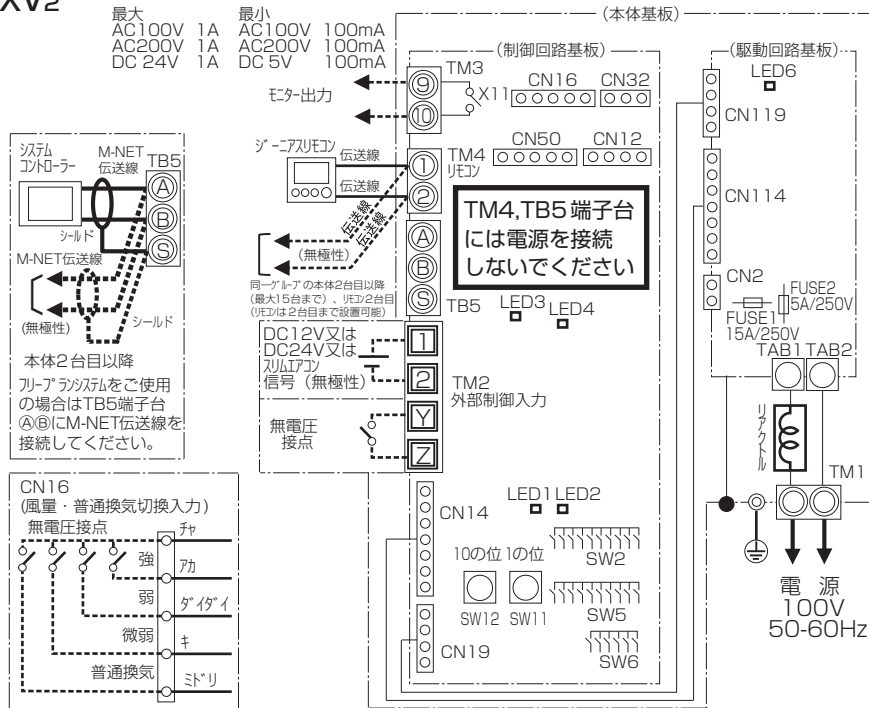 XV2
最大 最小
AC100V 1A AC100V 100mA
AC200V 1A AC200V 100mA
DC 24V 1A DC 5V 100mA
(本体基板)
(制御回路基板)
(駆動回路基板)
LED6
モニター出力
⑨
⑩
TM3
X11
CN16 CN32
CN119
システム
コントローラー
M-NET
伝送線
TB5
Ⓐ
Ⓑ
Ⓢ
シールド
M-NET伝送線
(無極性)
シールド
本体2台目以降
フリープランシステムをご使用
の場合はTB5端子台
ⒶⒷにM-NET伝送線を
接続してください。
ジーニアスリモコン
伝送線
伝送線
伝送線
伝送線
①
②
TM4
リモコン
CN50 CN12
TM4,TB5端子台
には電源を接続
しないでください
CN114
(無極性)
同一グループの本体2台目以降
(最大15台まで)、リモコン2台目
(リモコンは2台目まで設置可能)
Ⓐ
Ⓑ
Ⓢ
TB5
LED3
LED4
CN2
FUSE2
5A/250V
FUSE1
15A/250V
TAB1 TAB2
DC12V又は
DC24V又は
スリムエアコン
信号(無極性)
1
2
TM2
外部制御入力
無電圧
接点
Y
Z
リアクトル
TM1
CN16
(風量・普通換気切換入力)
無電圧接点
チャ
強
アカ
弱
ダイダイ
微弱
キ
普通換気
ミドリ
CN14
LED1 LED2
10の位 1の位
SW12 SW11
SW2
SW5
SW6
CN19
電源
100V
50-60Hz